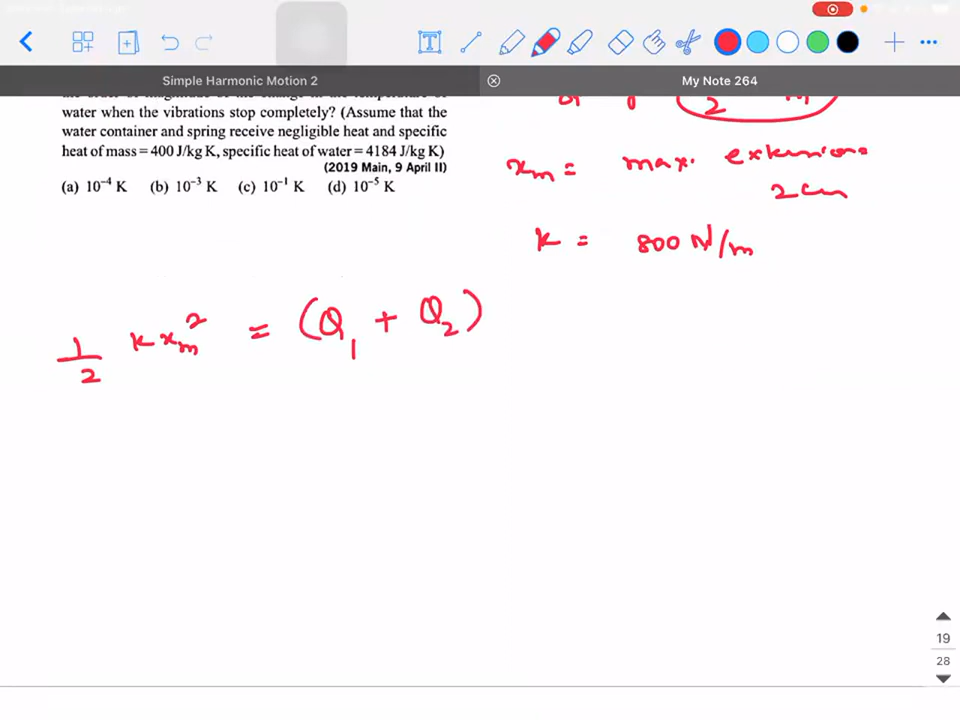 Simple Harmonic Motion 2
My Note 264
water when the vibrations stop completely? (Assume that the
water container and spring receive negligible heat and specific
heat of mass = 400 J/kg K, specific heat of water = 4184 J/kg K)
(2019 Main, 9 April II)
(a) 10⁻⁴ K (b) 10⁻³ K (c) 10⁻¹ K (d) 10⁻⁵ K
2
xₘ = max. extension
2 cm
k = 800 N/m
1/2 k xₘ² = (Q₁ + Q₂)
19
28